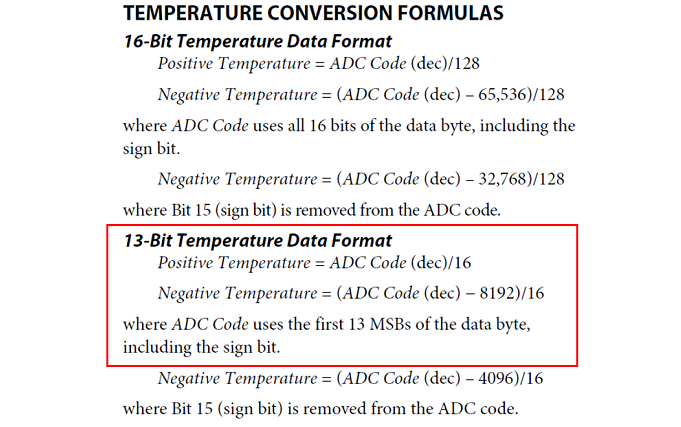 TEMPERATURE CONVERSION FORMULAS
16-Bit Temperature Data Format
Positive Temperature = ADC Code (dec)/128
Negative Temperature = (ADC Code (dec) – 65,536)/128
where ADC Code uses all 16 bits of the data byte, including the
sign bit.
Negative Temperature = (ADC Code (dec) – 32,768)/128
where Bit 15 (sign bit) is removed from the ADC code.
13-Bit Temperature Data Format
Positive Temperature = ADC Code (dec)/16
Negative Temperature = (ADC Code (dec) − 8192)/16
where ADC Code uses the first 13 MSBs of the data byte,
including the sign bit.
Negative Temperature = (ADC Code (dec) – 4096)/16
where Bit 15 (sign bit) is removed from the ADC code.